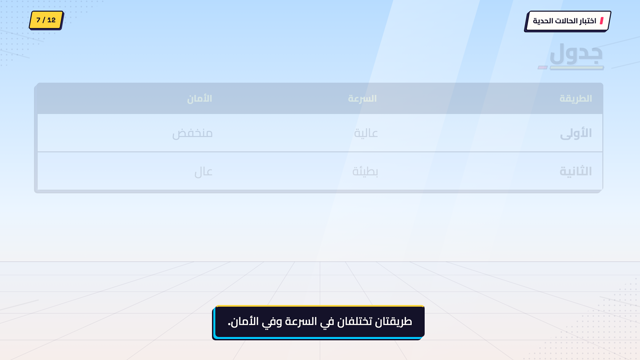 اختبار الحالات الحدية
7 / 12
جدول
الطريقة السرعة الأمان
الأولى عالية منخفض
الثانية بطيئة عال
طريقتان تختلفان في السرعة وفي الأمان.